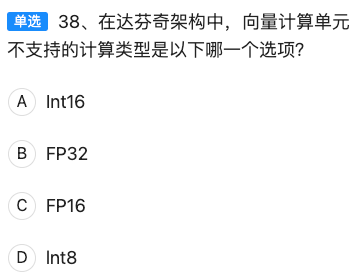 单选 38、在达芬奇架构中，向量计算单元
不支持的计算类型是以下哪一个选项?
A Int16
B FP32
C FP16
D Int8